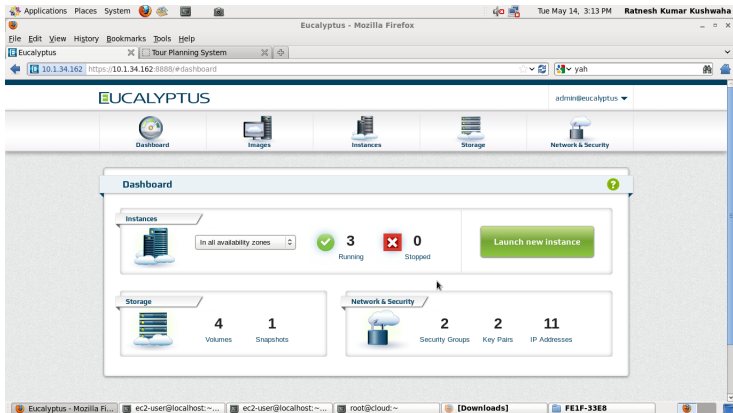 Applications Places System Tue May 14, 3:13 PM Ratnesh Kumar Kushwaha
Eucalyptus - Mozilla Firefox
File Edit View History Bookmarks Tools Help
Eucalyptus Tour Planning System
10.1.34.162 https://10.1.34.162:8888/#dashboard yah
EUCALYPTUS admin@eucalyptus
Dashboard Images Instances Storage Network & Security
Dashboard ?
Instances
In all availability zones 3 0 Launch new instance
Running Stopped
Storage Network & Security
4 1 2 2 11
Volumes Snapshots Security Groups Key Pairs IP Addresses
Eucalyptus - Mozilla Fi... ec2-user@localhost:~... ec2-user@localhost:~... root@cloud:~ [Downloads] FE1F-33E8